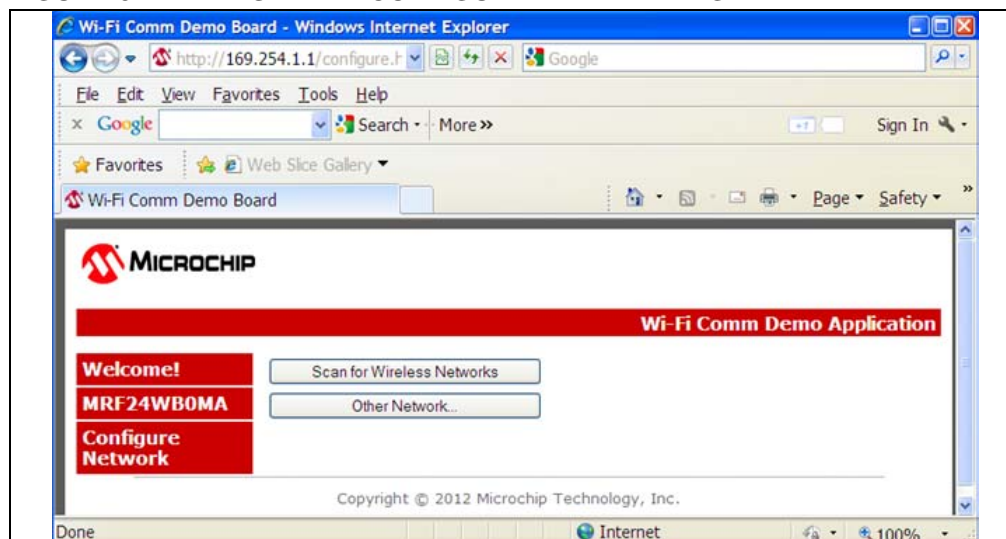 Wi-Fi Comm Demo Board - Windows Internet Explorer
http://169.254.1.1/configure.h Google
File Edit View Favorites Tools Help
x Google Search More » +1 Sign In
Favorites Web Slice Gallery
Wi-Fi Comm Demo Board Page Safety »
MICROCHIP
Wi-Fi Comm Demo Application
Welcome!
Scan for Wireless Networks
MRF24WB0MA
Other Network...
Configure
Network
Copyright © 2012 Microchip Technology, Inc.
Done Internet 100%